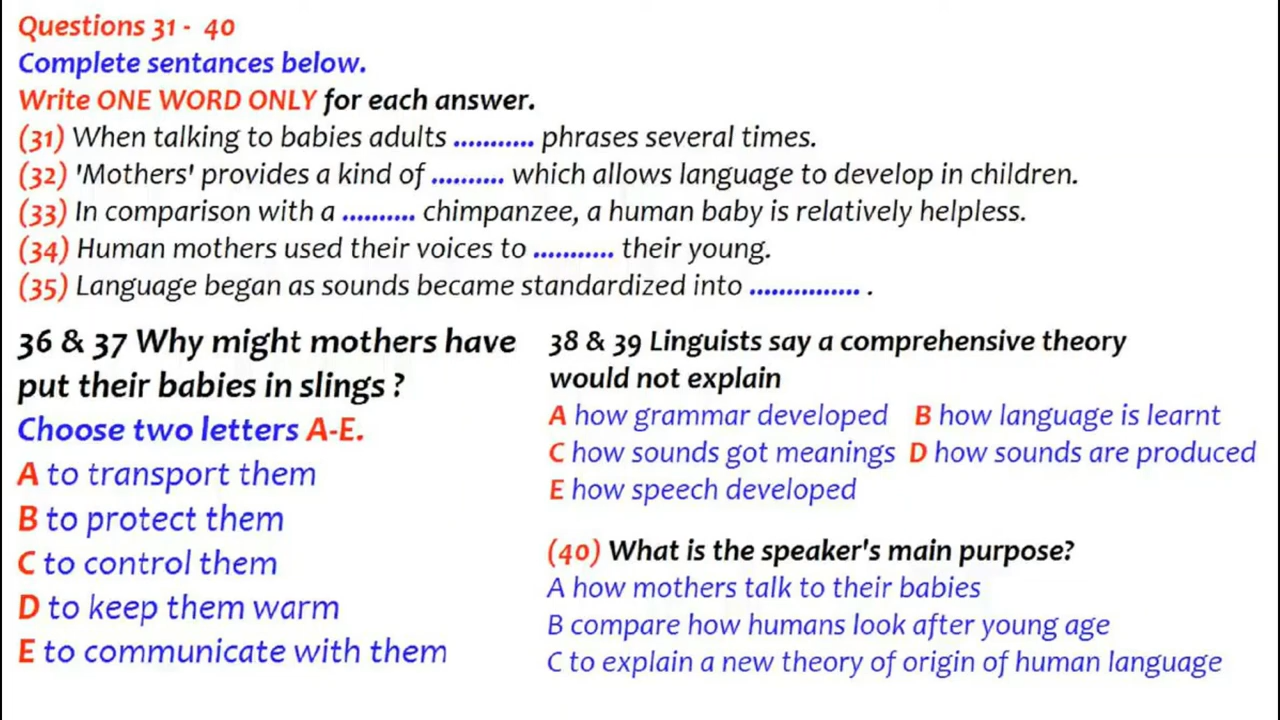 Questions 31 - 40
Complete sentances below.
Write ONE WORD ONLY for each answer.
(31) When talking to babies adults ........... phrases several times.
(32) 'Mothers' provides a kind of .......... which allows language to develop in children.
(33) In comparison with a .......... chimpanzee, a human baby is relatively helpless.
(34) Human mothers used their voices to ........... their young.
(35) Language began as sounds became standardized into ............... .
36 & 37 Why might mothers have
put their babies in slings ?
Choose two letters A-E.
A to transport them
B to protect them
C to control them
D to keep them warm
E to communicate with them
38 & 39 Linguists say a comprehensive theory
would not explain
A how grammar developed B how language is learnt
C how sounds got meanings D how sounds are produced
E how speech developed
(40) What is the speaker's main purpose?
A how mothers talk to their babies
B compare how humans look after young age
C to explain a new theory of origin of human language